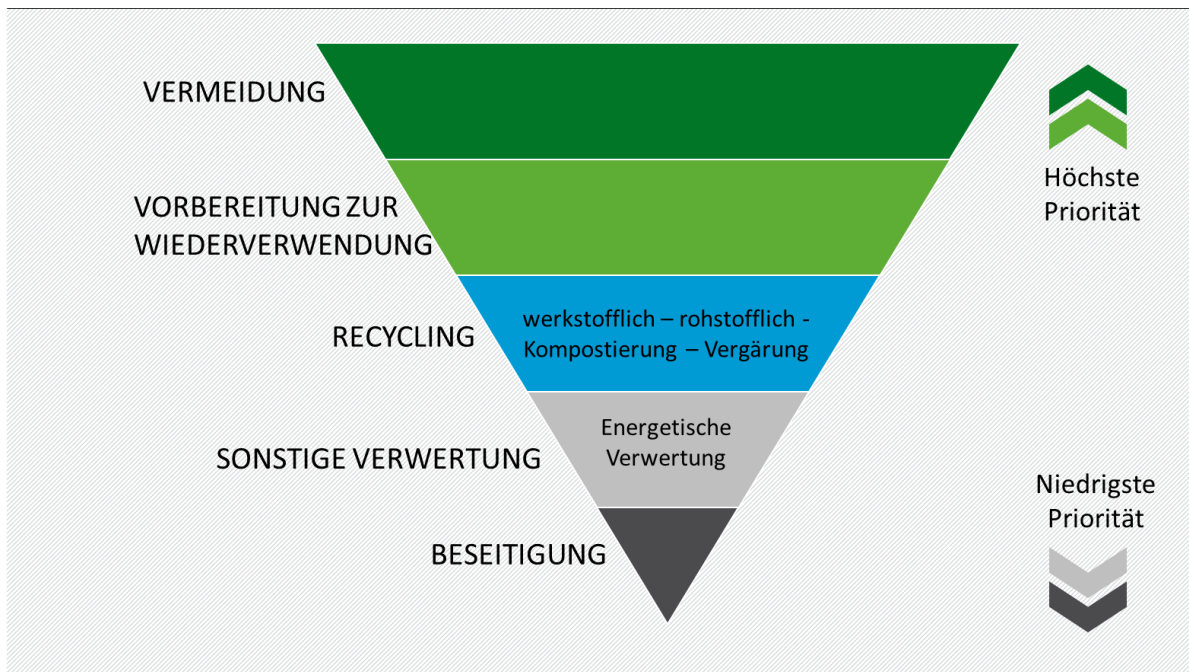 VERMEIDUNG
VORBEREITUNG ZUR
WIEDERVERWENDUNG
RECYCLING
werkstofflich – rohstofflich -
Kompostierung – Vergärung
SONSTIGE VERWERTUNG
Energetische
Verwertung
BESEITIGUNG
Höchste
Priorität
Niedrigste
Priorität